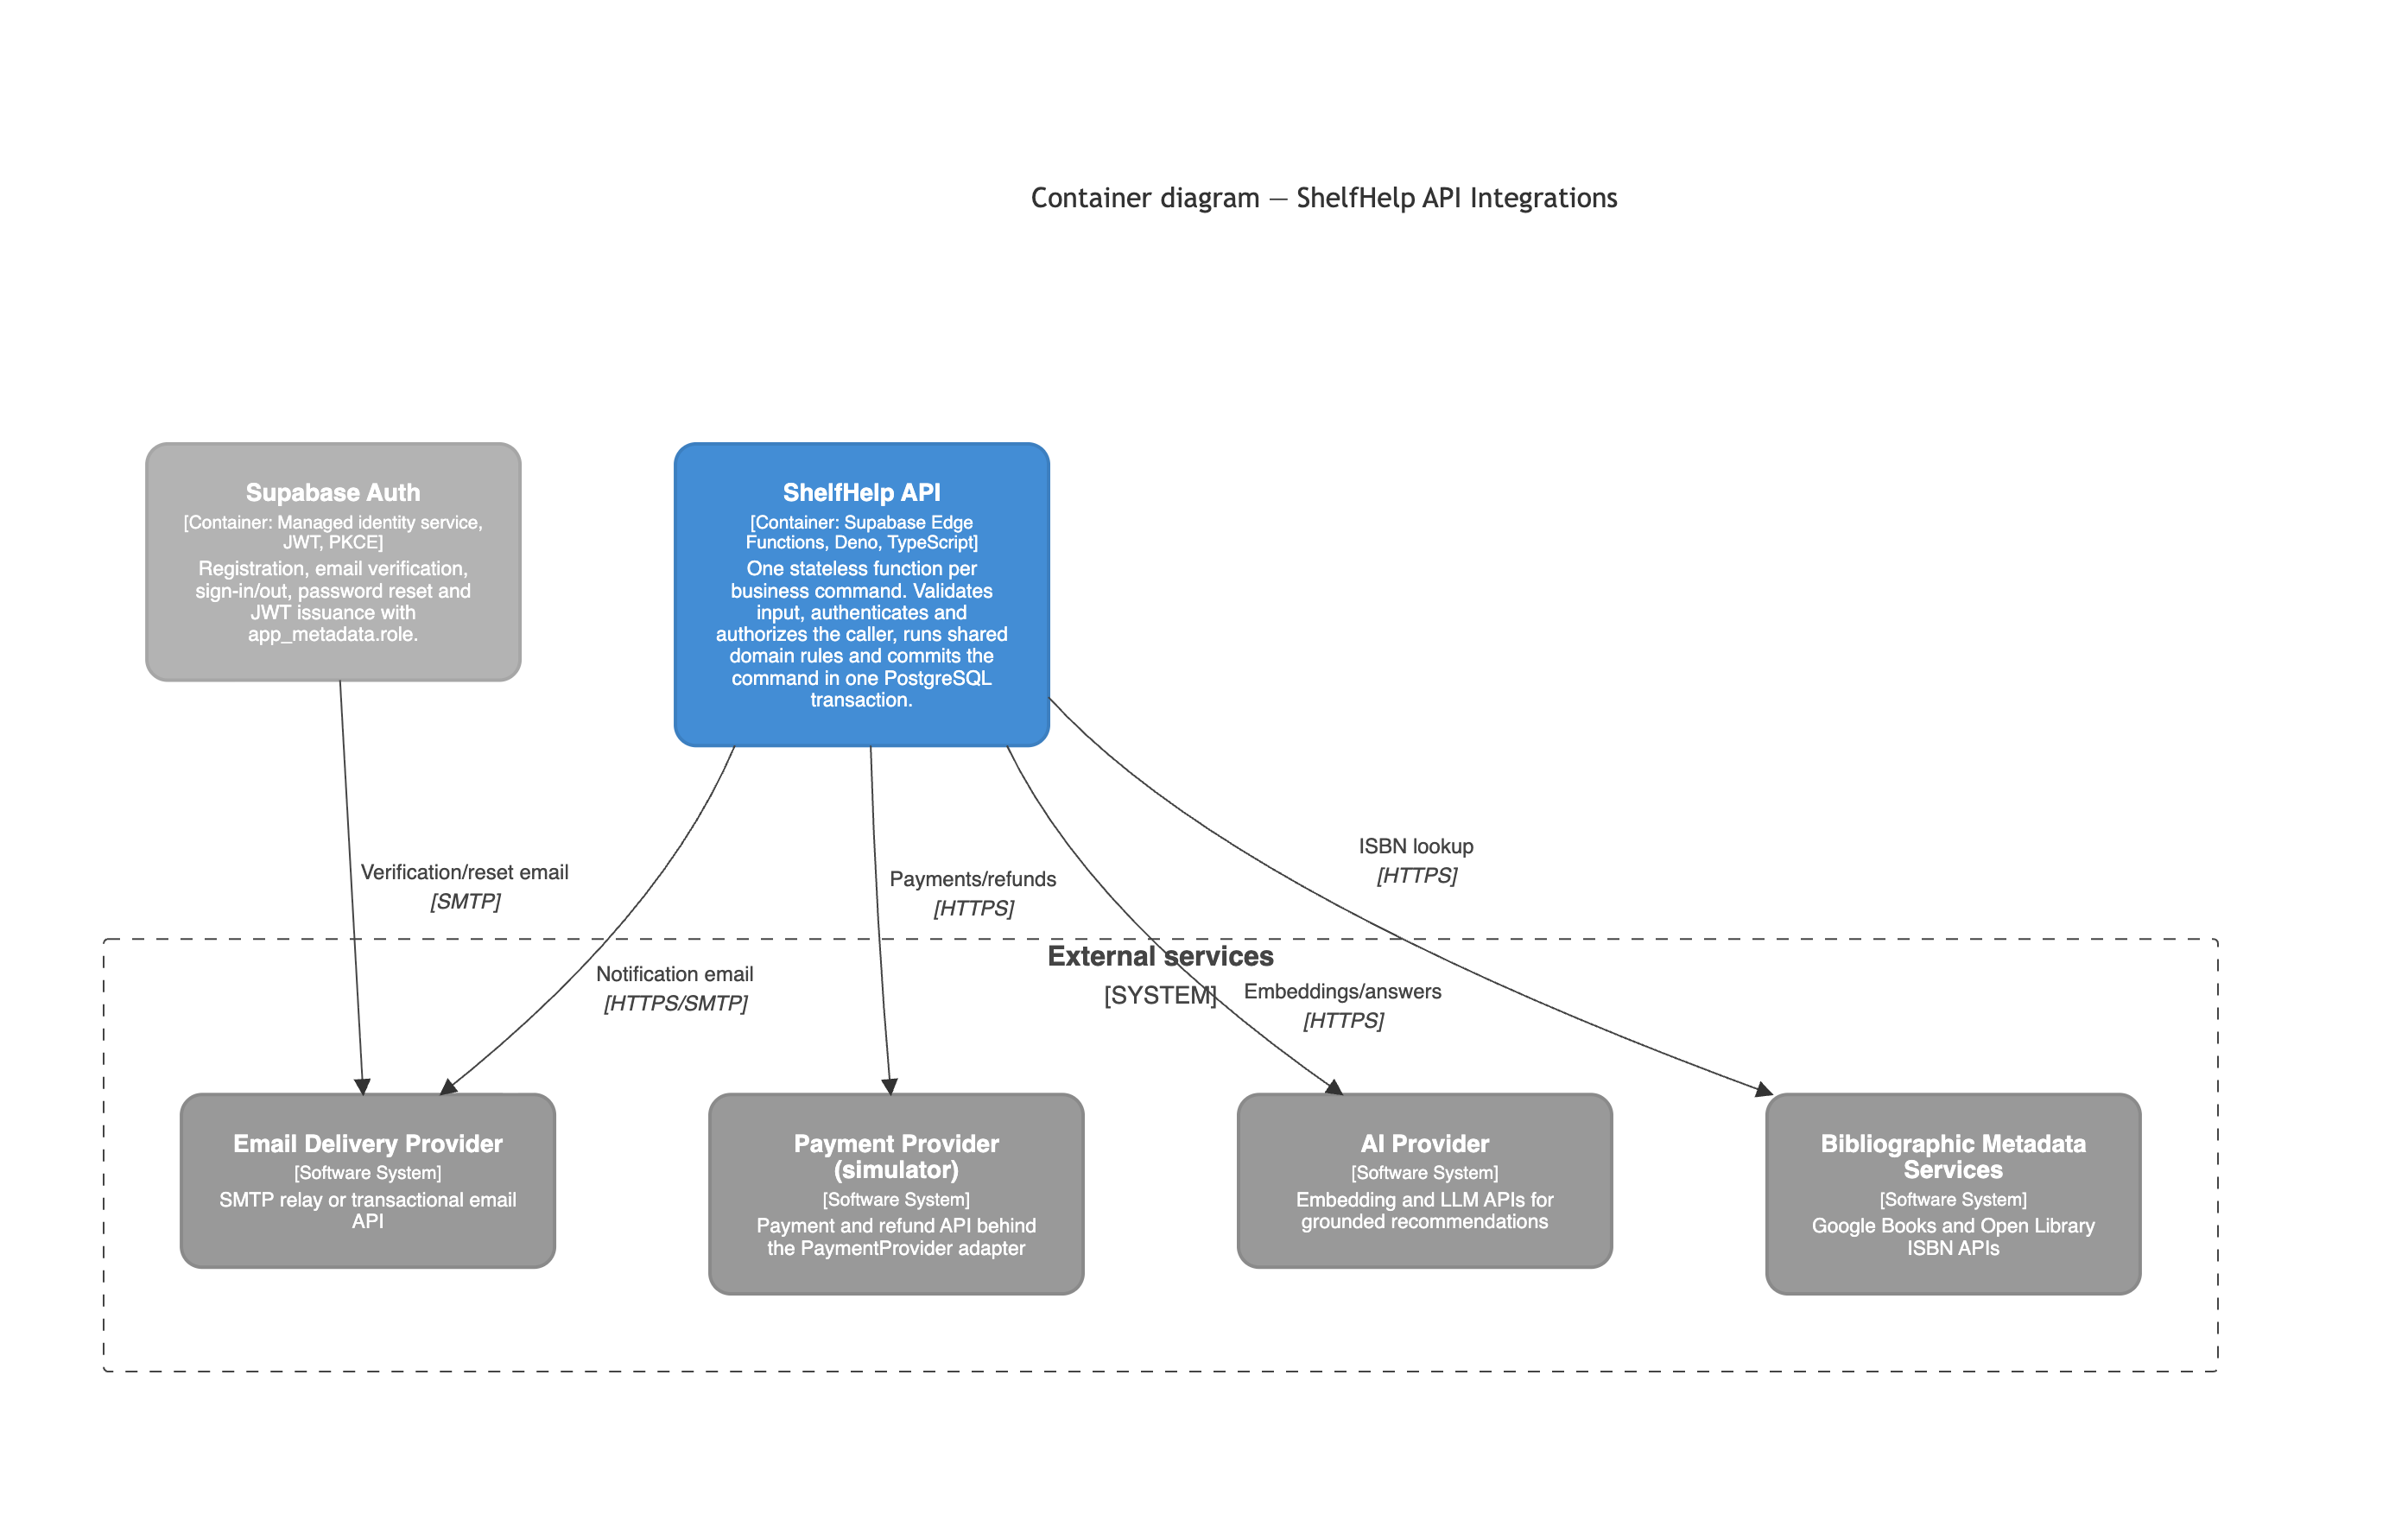 Container diagram — ShelfHelp API Integrations
Supabase Auth
[Container: Managed identity service,
JWT, PKCE]
Registration, email verification,
sign-in/out, password reset and
JWT issuance with
app_metadata.role.
ShelfHelp API
[Container: Supabase Edge
Functions, Deno, TypeScript]
One stateless function per
business command. Validates
input, authenticates and
authorizes the caller, runs shared
domain rules and commits the
command in one PostgreSQL
transaction.
Verification/reset email
[SMTP]
Payments/refunds
[HTTPS]
ISBN lookup
[HTTPS]
External services
[SYSTEM]
Notification email
[HTTPS/SMTP]
Embeddings/answers
[HTTPS]
Email Delivery Provider
[Software System]
SMTP relay or transactional email
API
Payment Provider
(simulator)
[Software System]
Payment and refund API behind
the PaymentProvider adapter
AI Provider
[Software System]
Embedding and LLM APIs for
grounded recommendations
Bibliographic Metadata
Services
[Software System]
Google Books and Open Library
ISBN APIs